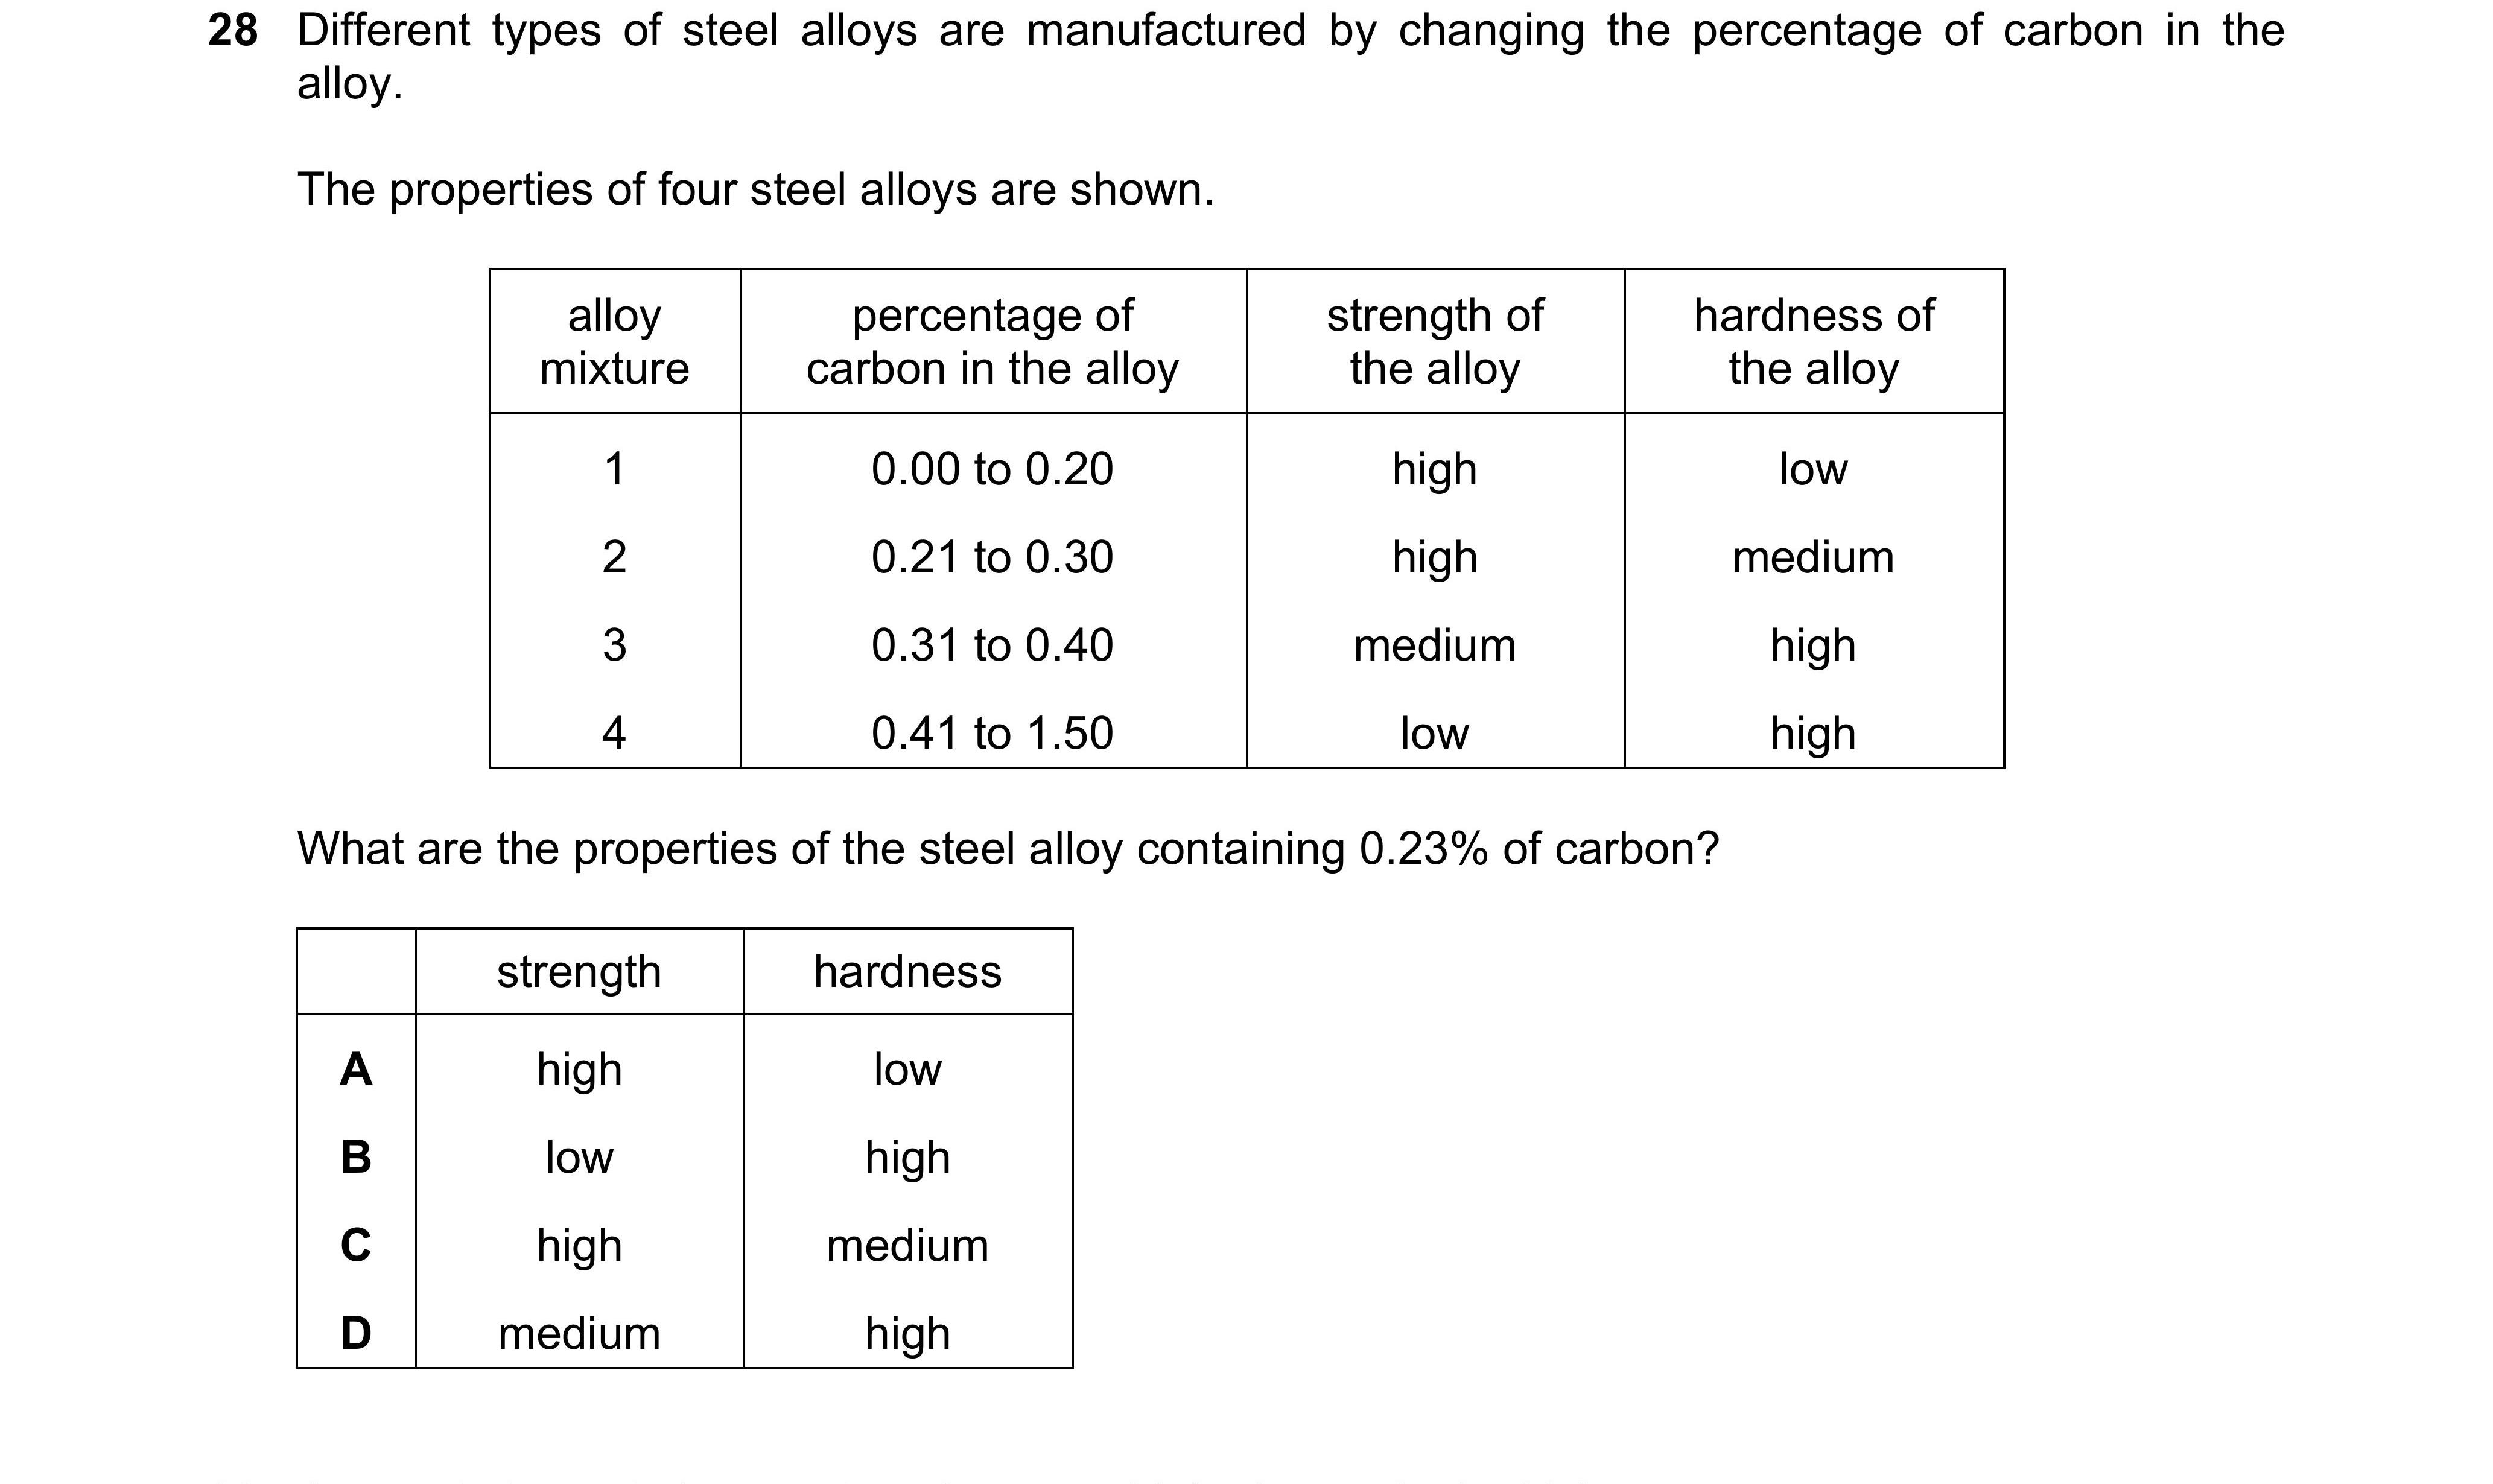 28 Different types of steel alloys are manufactured by changing the percentage of carbon in the
alloy.
The properties of four steel alloys are shown.
alloy mixture percentage of carbon in the alloy strength of the alloy hardness of the alloy
1 0.00 to 0.20 high low
2 0.21 to 0.30 high medium
3 0.31 to 0.40 medium high
4 0.41 to 1.50 low high
What are the properties of the steel alloy containing 0.23% of carbon?
strength hardness
A high low
B low high
C high medium
D medium high